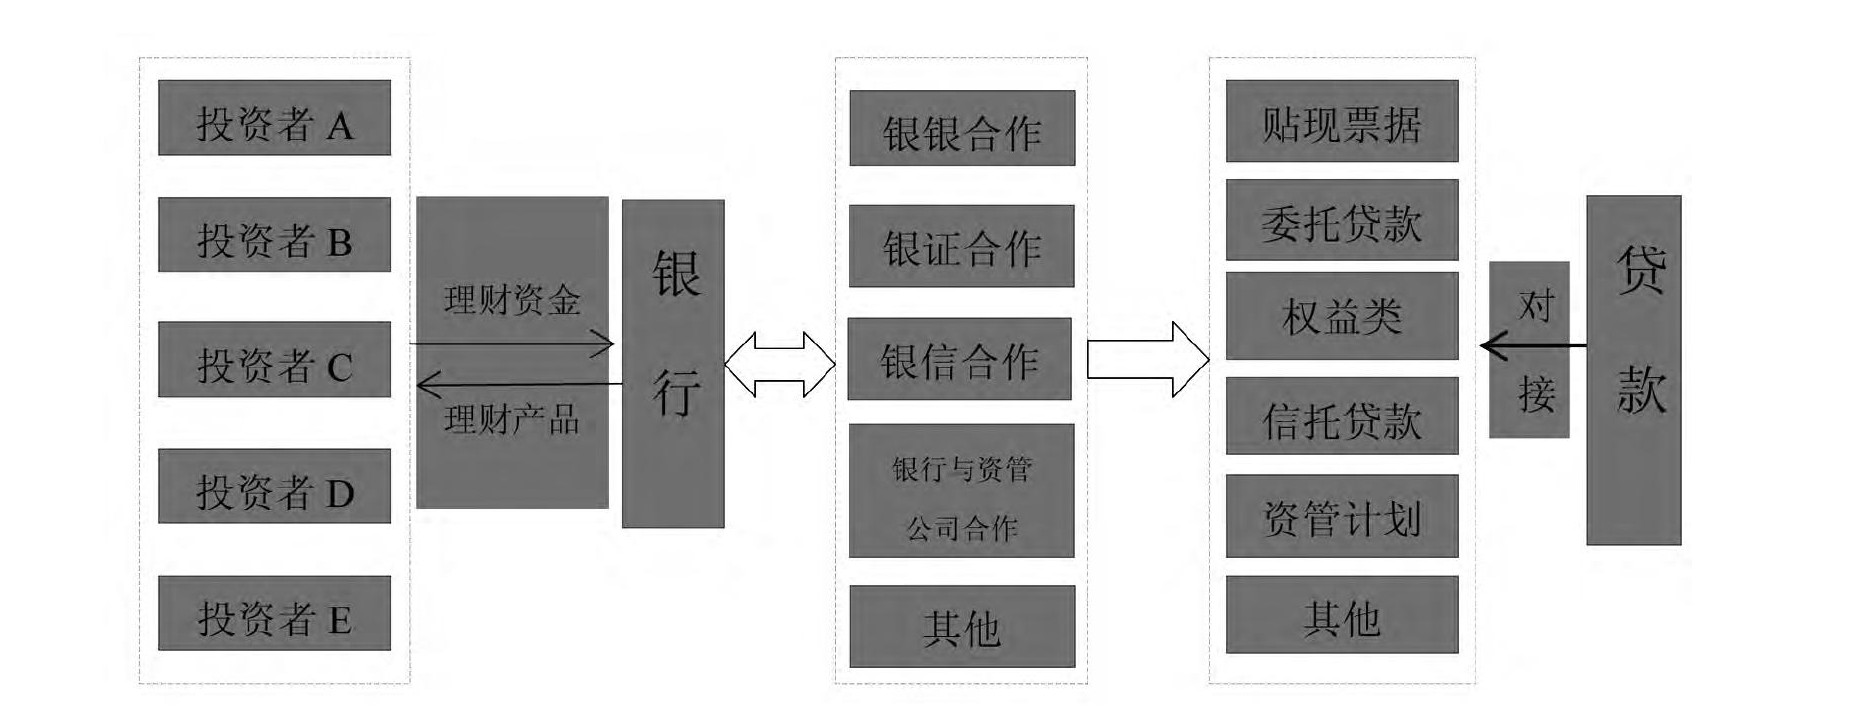 投资者 A
投资者 B
投资者 C
投资者 D
投资者 E
理财资金
理财产品
银
行
银银合作
银证合作
银信合作
银行与资管
公司合作
其他
贴现票据
委托贷款
权益类
信托贷款
资管计划
其他
对
接
贷
款